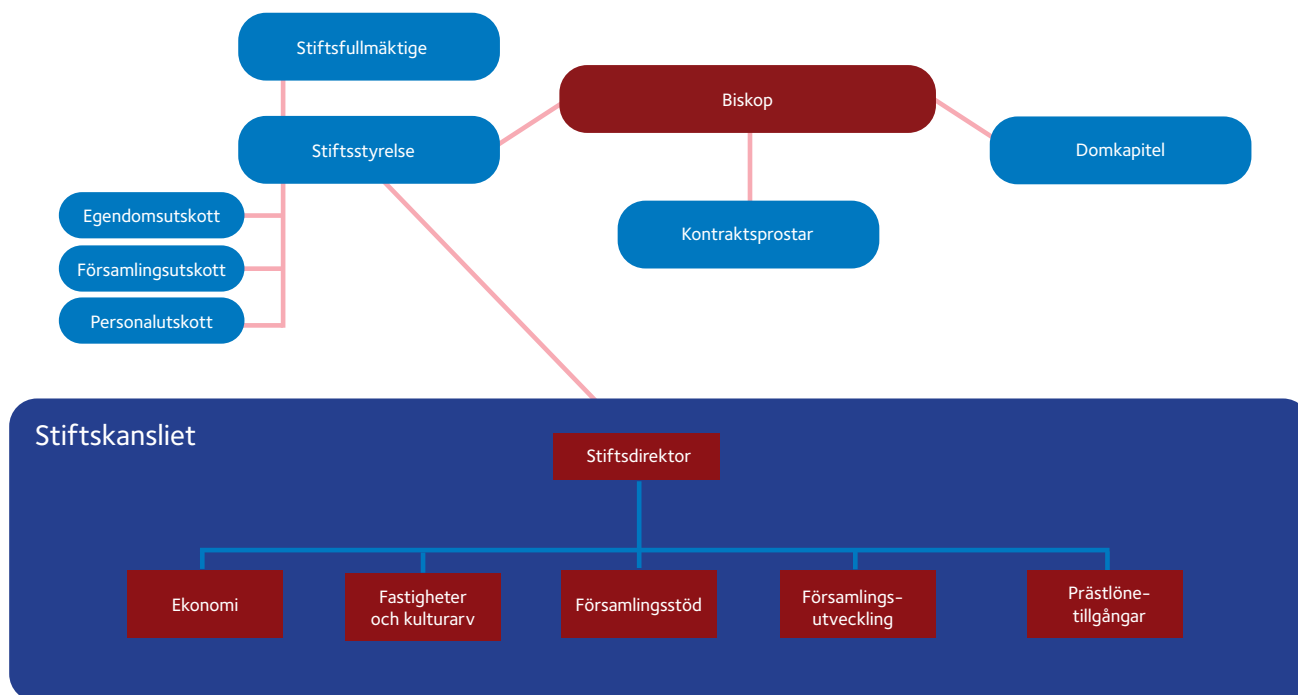 Stiftsfullmäktige
Biskop
Stiftsstyrelse
Domkapitel
Egendomsutskott
Kontraktsprostar
Församlingsutskott
Personalutskott
Stiftskansliet
Stiftsdirektor
Ekonomi
Fastigheter
och kulturarv
Församlingsstöd
Församlings-
utveckling
Prästlöne-
tillgångar